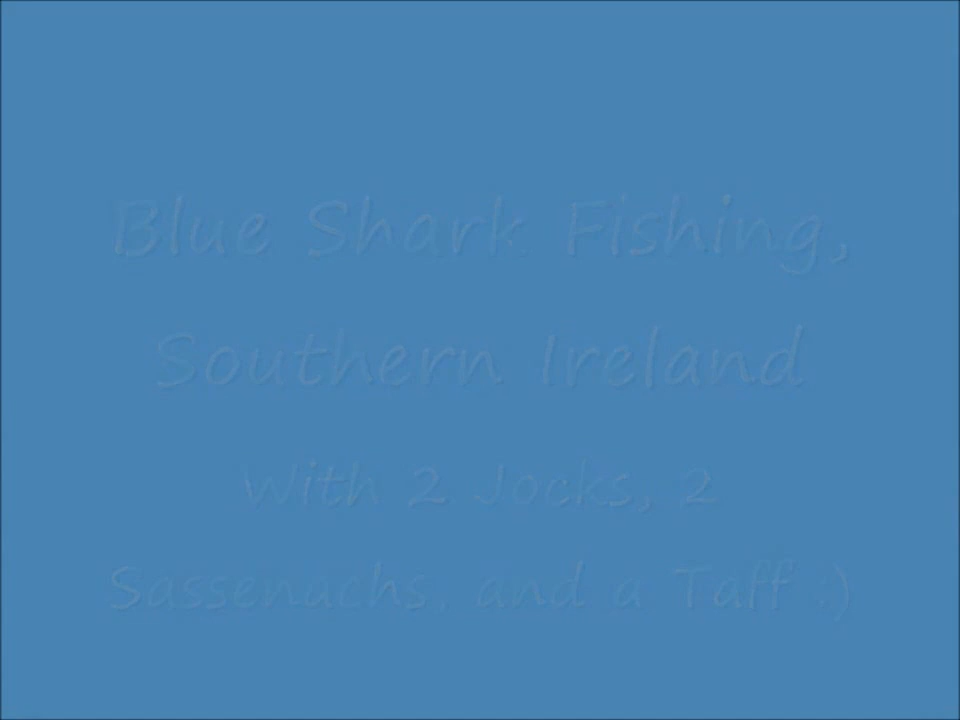 Blue Shark Fishing,
Southern Ireland
With 2 Jocks, 2
Sassenachs, and a Taff :)